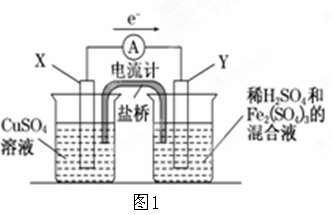 e⁻
X
A
Y
电流计
盐桥
CuSO₄
溶液
稀H₂SO₄和
Fe₂(SO₄)₃的
混合液
图1